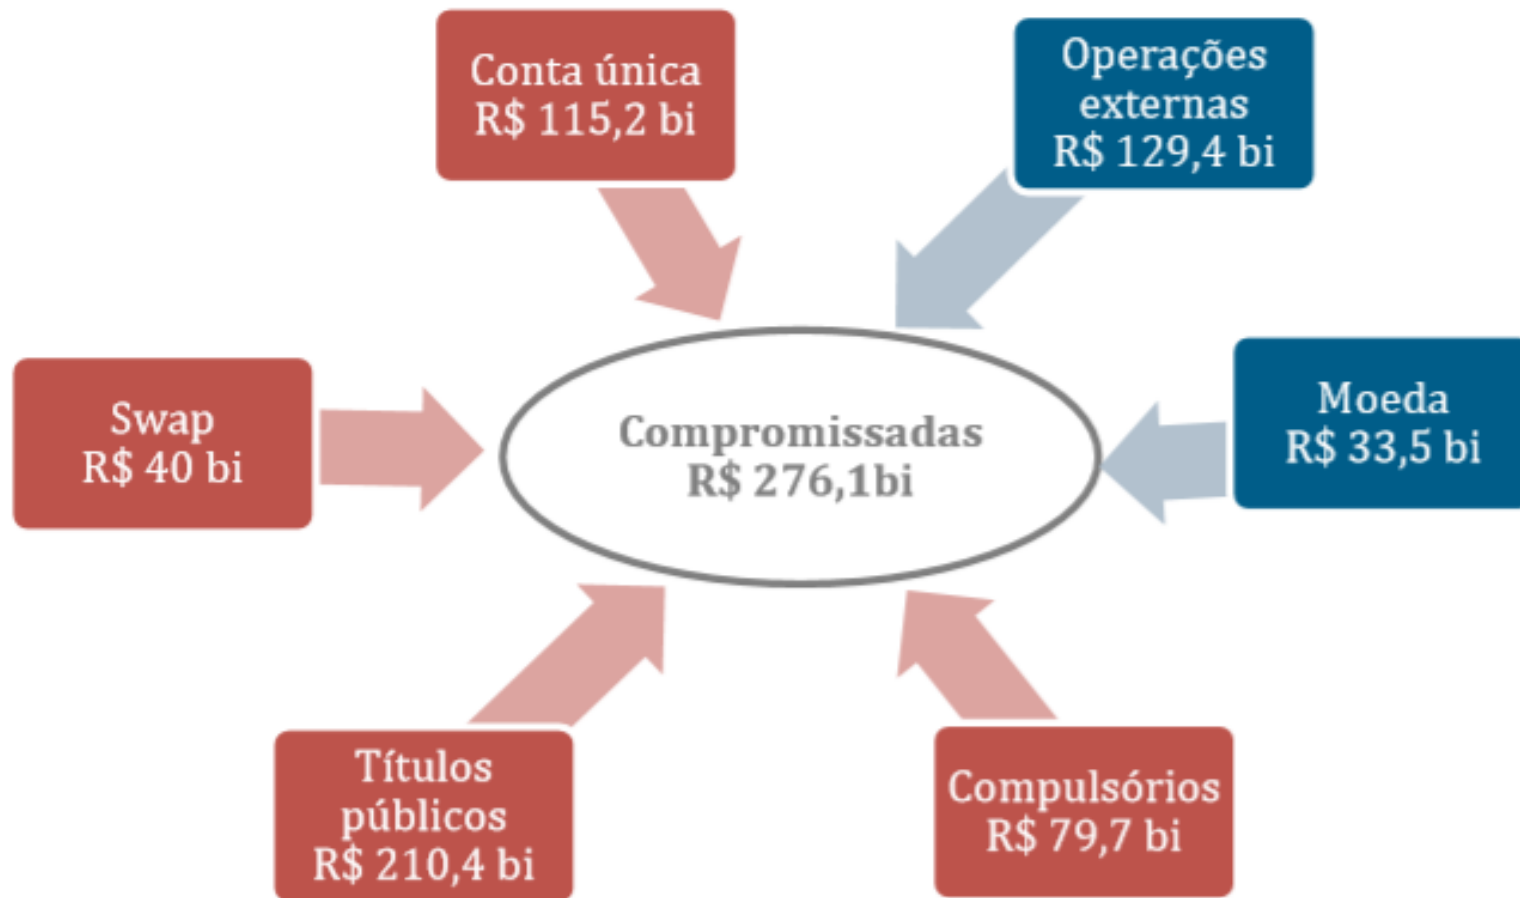 Conta única
R$ 115,2 bi
Operações
externas
R$ 129,4 bi
Swap
R$ 40 bi
Compromissadas
R$ 276,1bi
Moeda
R$ 33,5 bi
Títulos
públicos
R$ 210,4 bi
Compulsórios
R$ 79,7 bi